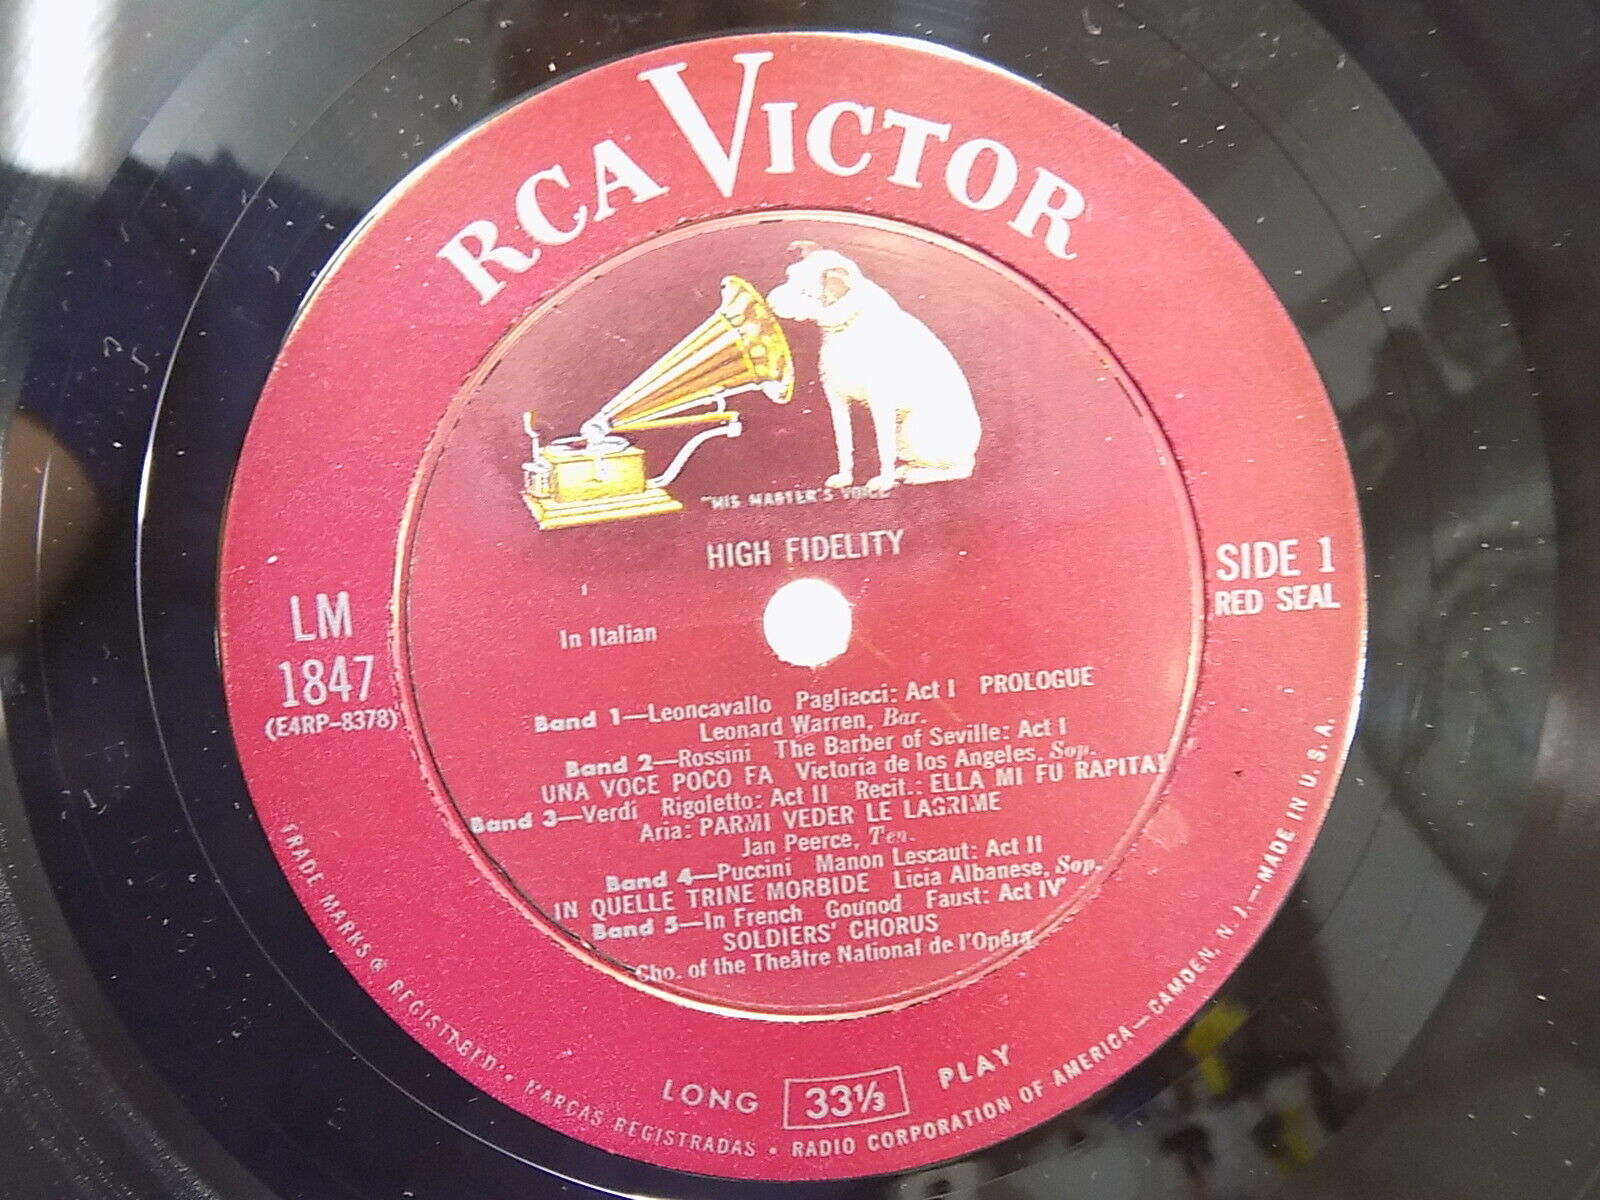 RCA VICTOR
"HIS MASTER'S VOICE"
HIGH FIDELITY
SIDE 1
RED SEAL
LM
1847
(E4RP-8378)
In Italian
Band 1—Leoncavallo Pagliacci: Act I PROLOGUE
Leonard Warren, Bar.
Band 2—Rossini The Barber of Seville: Act I
UNA VOCE POCO FA Victoria de los Angeles, Sop.
Band 3—Verdi Rigoletto: Act II Recit.: ELLA MI FU RAPITA!
Aria: PARMI VEDER LE LAGRIME
Jan Peerce, Ten.
Band 4—Puccini Manon Lescaut: Act II
IN QUELLE TRINE MORBIDE Licia Albanese, Sop.
Band 5—In French Gounod Faust: Act IV
SOLDIERS' CHORUS
Cho. of the Theâtre National de l'Opéra
LONG 33⅓ PLAY
TRADE MARKS ® REGISTERED • MARCAS REGISTRADAS • RADIO CORPORATION OF AMERICA—CAMDEN, N. J.—MADE IN U. S. A.